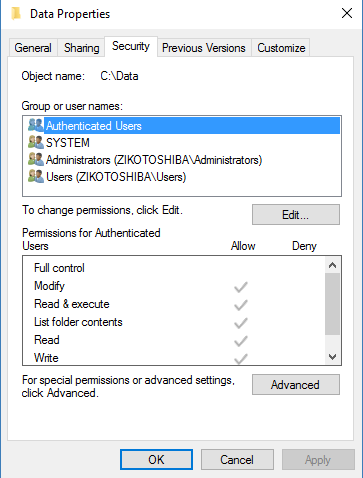 Data Properties
General Sharing Security Previous Versions Customize
Object name: C:\Data
Group or user names:
Authenticated Users
SYSTEM
Administrators (ZIKOTOSHIBA\Administrators)
Users (ZIKOTOSHIBA\Users)
To change permissions, click Edit. Edit...
Permissions for Authenticated
Users Allow Deny
Full control
Modify
Read & execute
List folder contents
Read
Write
For special permissions or advanced settings,
click Advanced. Advanced
OK Cancel Apply